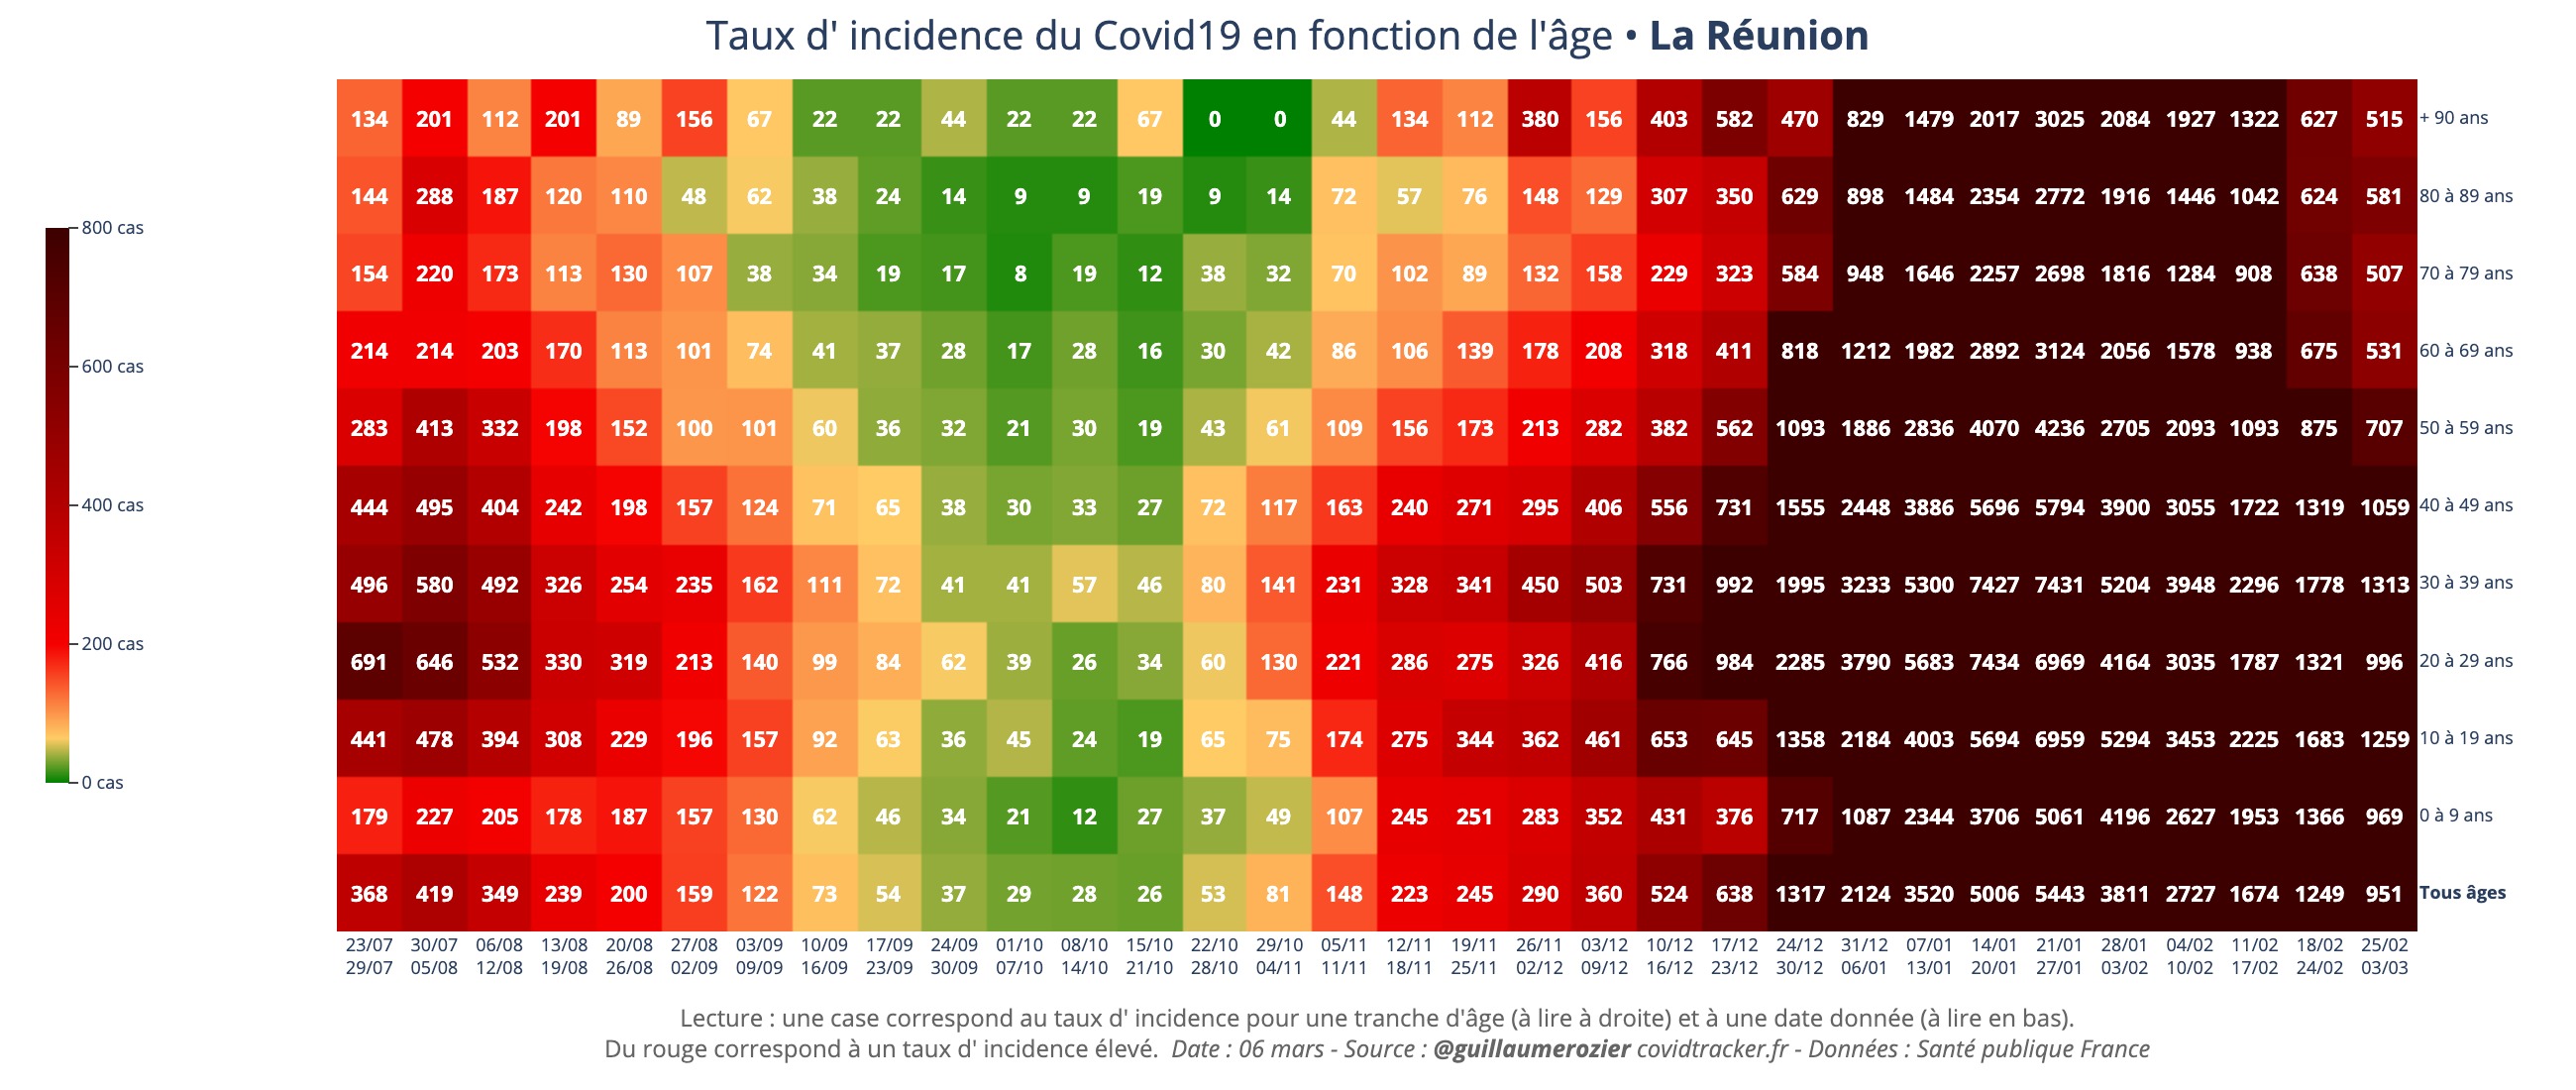 Taux d' incidence du Covid19 en fonction de l'âge • La Réunion
800 cas
600 cas
400 cas
200 cas
0 cas
134 201 112 201 89 156 67 22 22 44 22 22 67 0 0 44 134 112 380 156 403 582 470 829 1479 2017 3025 2084 1927 1322 627 515 + 90 ans
144 288 187 120 110 48 62 38 24 14 9 9 19 9 14 72 57 76 148 129 307 350 629 898 1484 2354 2772 1916 1446 1042 624 581 80 à 89 ans
154 220 173 113 130 107 38 34 19 17 8 19 12 38 32 70 102 89 132 158 229 323 584 948 1646 2257 2698 1816 1284 908 638 507 70 à 79 ans
214 214 203 170 113 101 74 41 37 28 17 28 16 30 42 86 106 139 178 208 318 411 818 1212 1982 2892 3124 2056 1578 938 675 531 60 à 69 ans
283 413 332 198 152 100 101 60 36 32 21 30 19 43 61 109 156 173 213 282 382 562 1093 1886 2836 4070 4236 2705 2093 1093 875 707 50 à 59 ans
444 495 404 242 198 157 124 71 65 38 30 33 27 72 117 163 240 271 295 406 556 731 1555 2448 3886 5696 5794 3900 3055 1722 1319 1059 40 à 49 ans
496 580 492 326 254 235 162 111 72 41 41 57 46 80 141 231 328 341 450 503 731 992 1995 3233 5300 7427 7431 5204 3948 2296 1778 1313 30 à 39 ans
691 646 532 330 319 213 140 99 84 62 39 26 34 60 130 221 286 275 326 416 766 984 2285 3790 5683 7434 6969 4164 3035 1787 1321 996 20 à 29 ans
441 478 394 308 229 196 157 92 63 36 45 24 19 65 75 174 275 344 362 461 653 645 1358 2184 4003 5694 6959 5294 3453 2225 1683 1259 10 à 19 ans
179 227 205 178 187 157 130 62 46 34 21 12 27 37 49 107 245 251 283 352 431 376 717 1087 2344 3706 5061 4196 2627 1953 1366 969 0 à 9 ans
368 419 349 239 200 159 122 73 54 37 29 28 26 53 81 148 223 245 290 360 524 638 1317 2124 3520 5006 5443 3811 2727 1674 1249 951 Tous âges
23/07 30/07 06/08 13/08 20/08 27/08 03/09 10/09 17/09 24/09 01/10 08/10 15/10 22/10 29/10 05/11 12/11 19/11 26/11 03/12 10/12 17/12 24/12 31/12 07/01 14/01 21/01 28/01 04/02 11/02 18/02 25/02
29/07 05/08 12/08 19/08 26/08 02/09 09/09 16/09 23/09 30/09 07/10 14/10 21/10 28/10 04/11 11/11 18/11 25/11 02/12 09/12 16/12 23/12 30/12 06/01 13/01 20/01 27/01 03/02 10/02 17/02 24/02 03/03
Lecture : une case correspond au taux d' incidence pour une tranche d'âge (à lire à droite) et à une date donnée (à lire en bas).
Du rouge correspond à un taux d' incidence élevé. Date : 06 mars - Source : @guillaumerozier covidtracker.fr - Données : Santé publique France